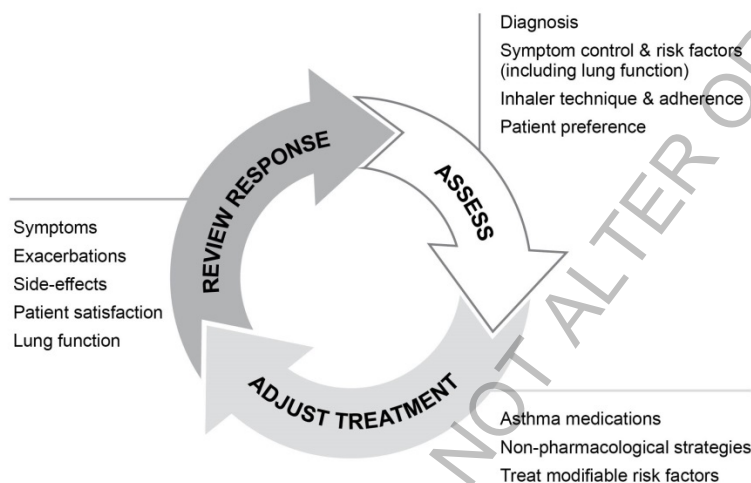 Diagnosis
Symptom control & risk factors
(including lung function)
Inhaler technique & adherence
Patient preference
REVIEW RESPONSE
ASSESS
Symptoms
Exacerbations
Side-effects
Patient satisfaction
Lung function
ADJUST TREATMENT
Asthma medications
Non-pharmacological strategies
Treat modifiable risk factors
NOT ALTER